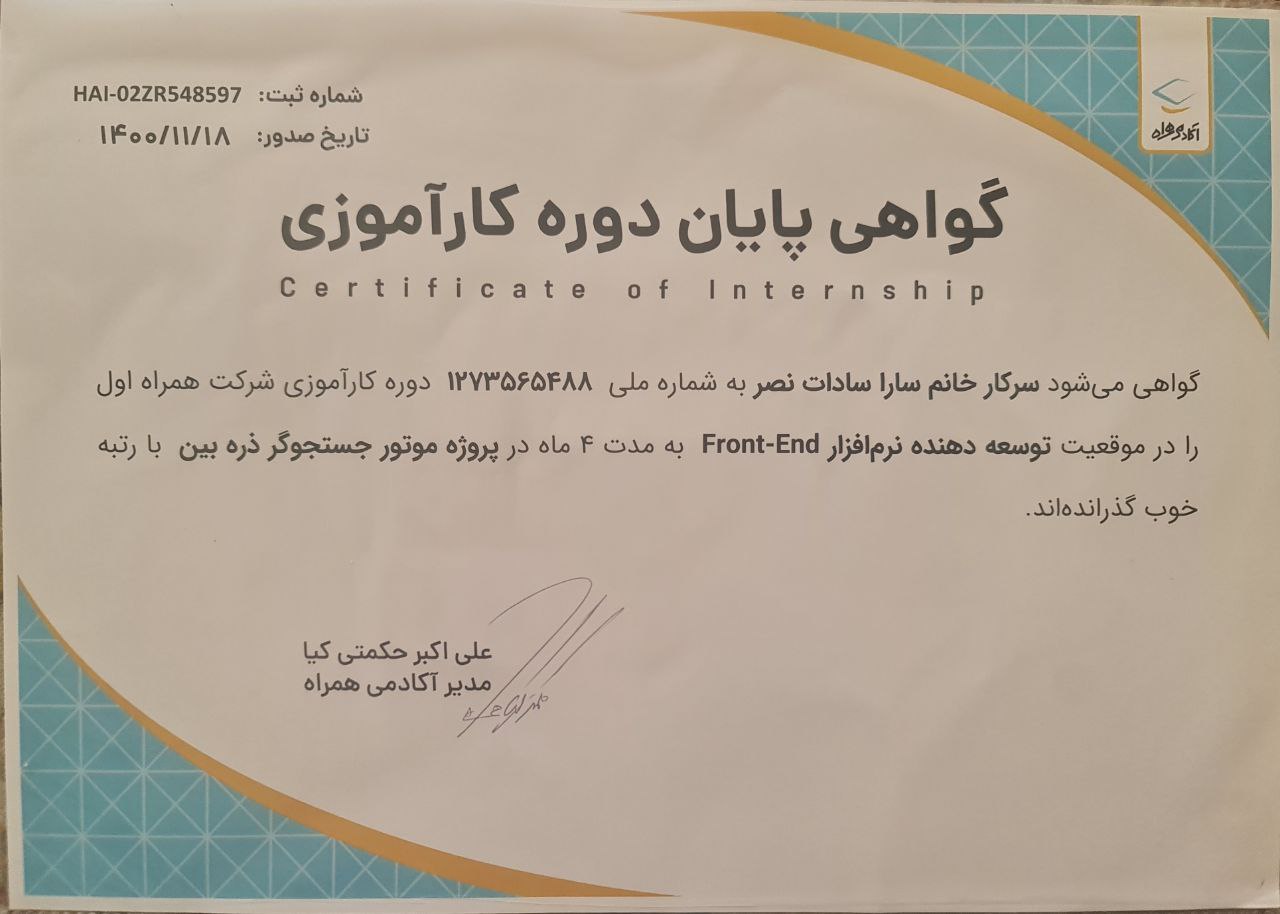 آکادمی همراه
شماره ثبت: HAI-02ZR548597
تاریخ صدور: ۱۴۰۰/۱۱/۱۸
گواهی پایان دوره کارآموزی
Certificate of Internship
گواهی می‌شود سرکار خانم سارا سادات نصر به شماره ملی ۱۲۷۳۵۶۵۴۸۸ دوره کارآموزی شرکت همراه اول
را در موقعیت توسعه دهنده نرم‌افزار Front-End به مدت ۴ ماه در پروژه موتور جستجوگر ذره بین با رتبه
خوب گذرانده‌اند.
علی اکبر حکمتی کیا
مدیر آکادمی همراه